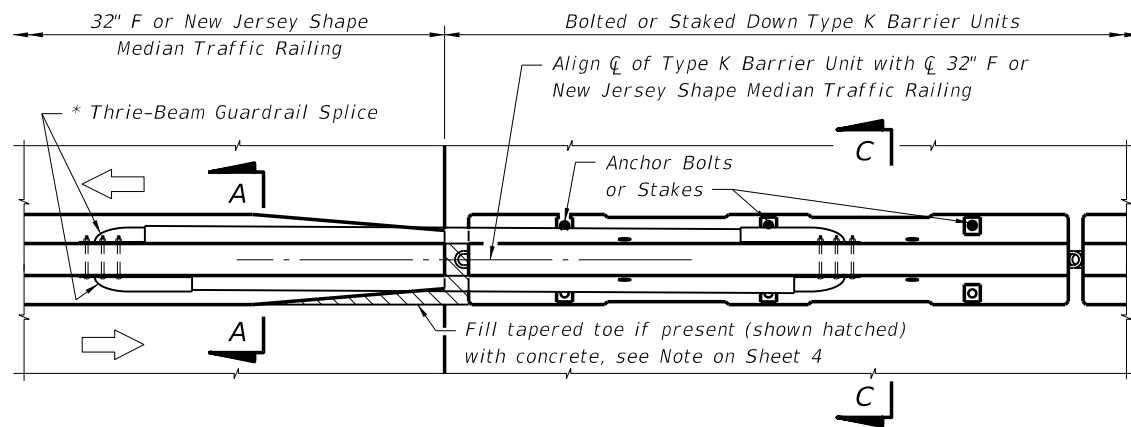 32" F or New Jersey Shape
Median Traffic Railing
Bolted or Staked Down Type K Barrier Units
Align ℄ of Type K Barrier Unit with ℄ 32" F or
New Jersey Shape Median Traffic Railing
* Thrie-Beam Guardrail Splice
C
Anchor Bolts
or Stakes
A
A
Fill tapered toe if present (shown hatched)
with concrete, see Note on Sheet 4
C